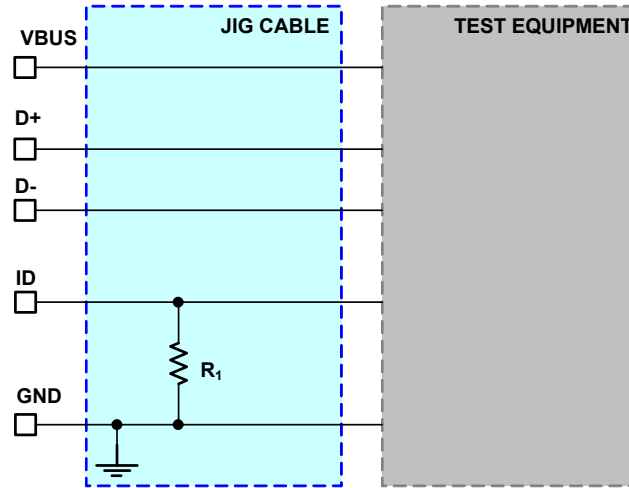 JIG CABLE
TEST EQUIPMENT
VBUS
D+
D-
ID
R₁
GND